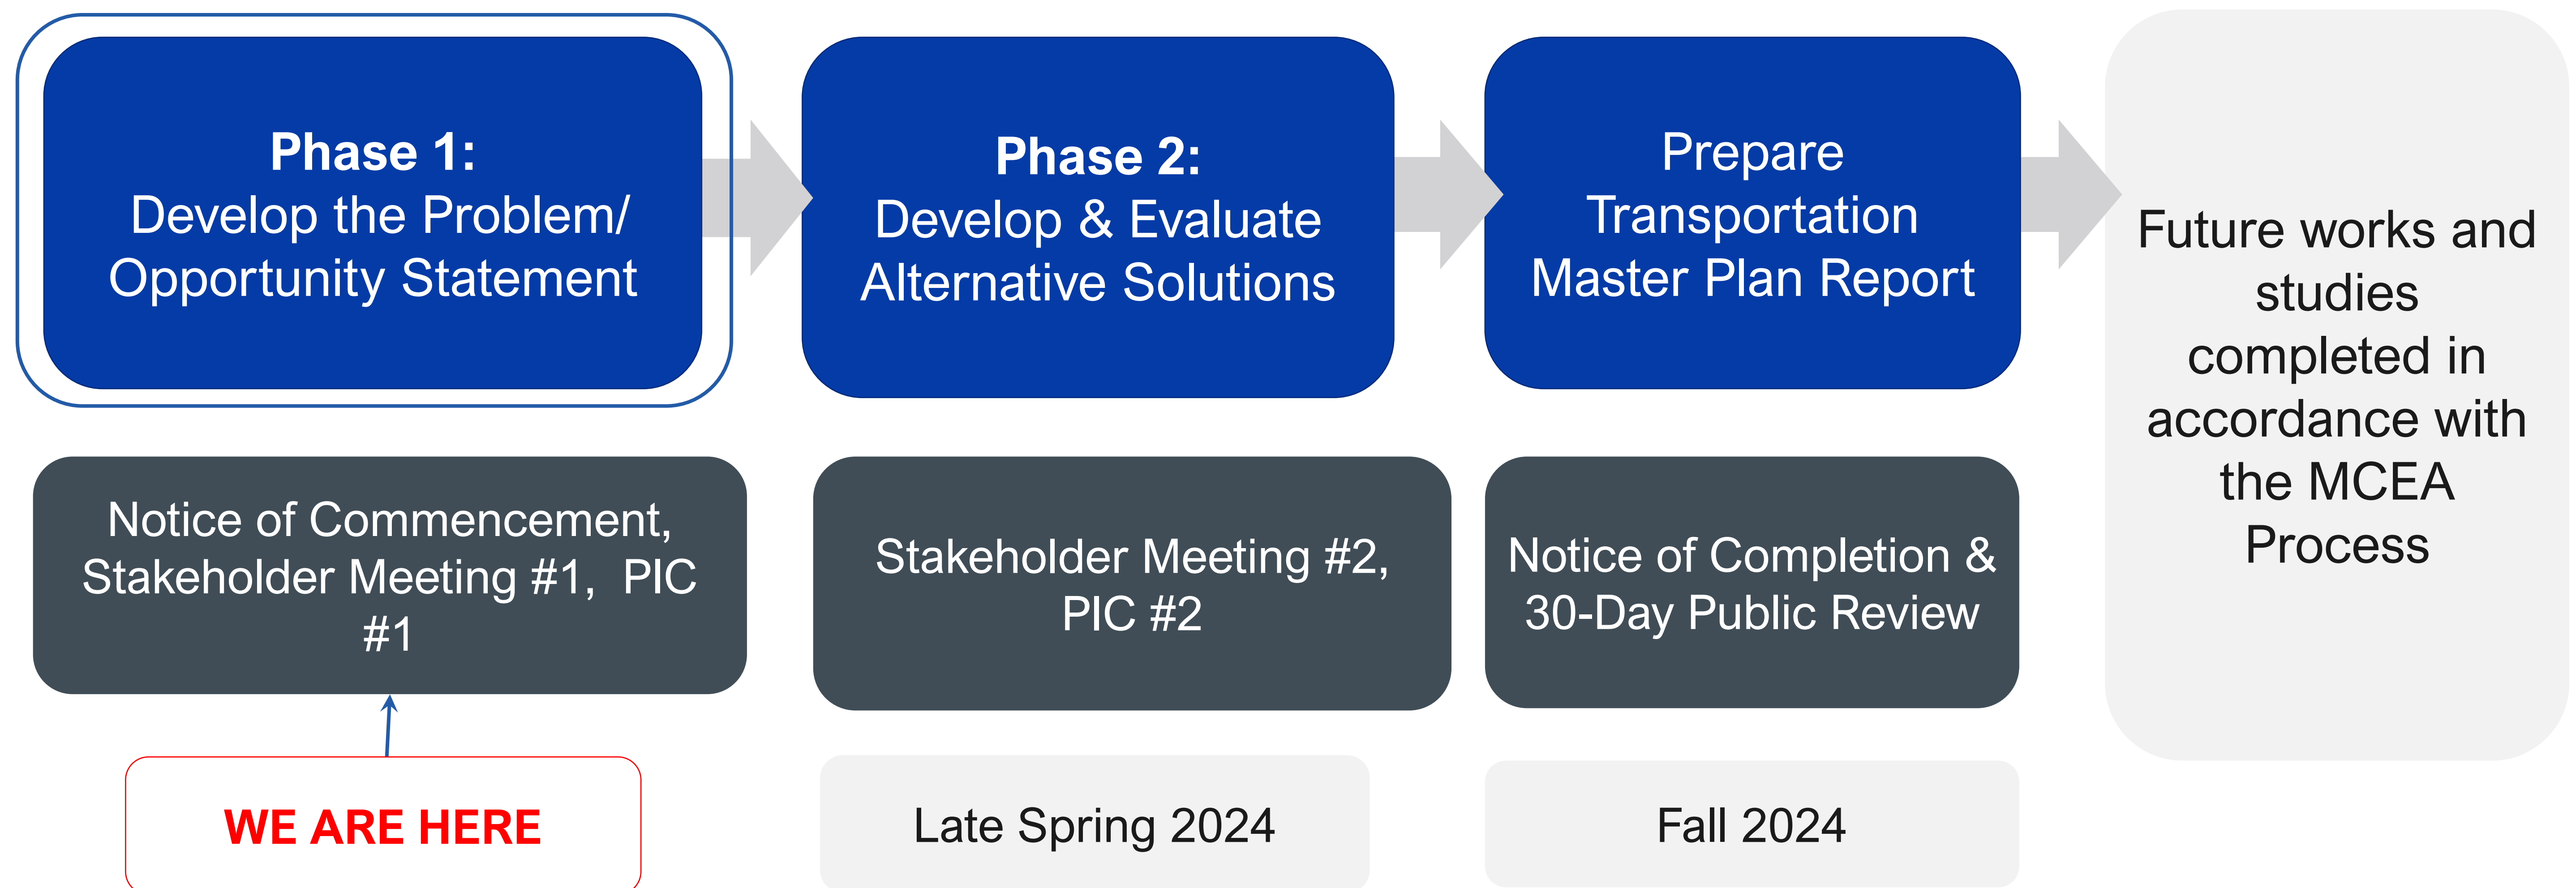 Phase 1:
Develop the Problem/
Opportunity Statement
Phase 2:
Develop & Evaluate
Alternative Solutions
Prepare
Transportation
Master Plan Report
Future works and
studies
completed in
accordance with
the MCEA
Process
Notice of Commencement,
Stakeholder Meeting #1, PIC
#1
Stakeholder Meeting #2,
PIC #2
Notice of Completion &
30-Day Public Review
WE ARE HERE
Late Spring 2024
Fall 2024